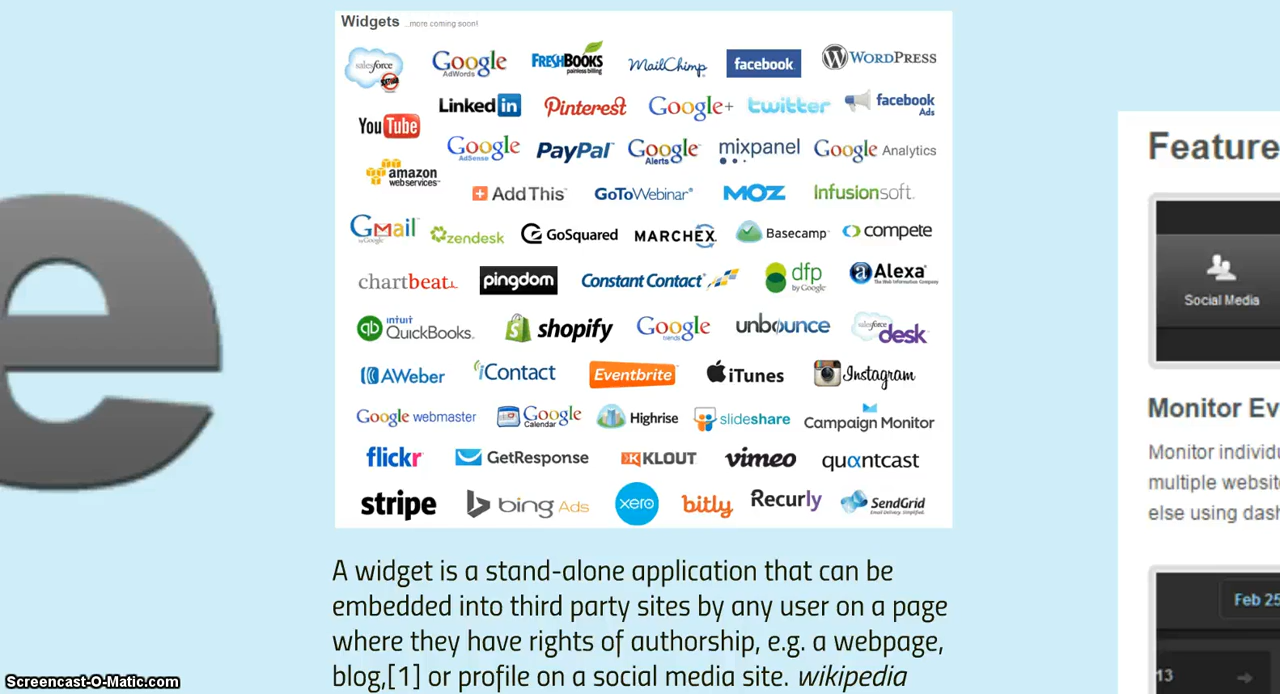 Widgets ...more coming soon!
salesforce Google AdWords FRESHBOOKS painless billing MailChimp facebook WORDPRESS
YouTube Linked in Pinterest Google+ twitter facebook Ads
Google AdSense PayPal Google Alerts mixpanel Google Analytics
amazon webservices AddThis GoToWebinar MOZ Infusionsoft.
Gmail by Google zendesk GoSquared MARCHEX Basecamp compete
chartbeat pingdom Constant Contact dfp by Google Alexa The Web Information Company
qb intuit QuickBooks. shopify Google trends unbounce salesforce desk
AWeber iContact Eventbrite iTunes Instagram
Google webmaster Google Calendar Highrise slideshare Campaign Monitor
flickr GetResponse KLOUT vimeo quantcast
stripe bing Ads xero bitly Recurly SendGrid Email Delivery. Simplified.
A widget is a stand-alone application that can be
embedded into third party sites by any user on a page
where they have rights of authorship, e.g. a webpage,
blog,[1] or profile on a social media site. wikipedia
e
Feature
Social Media
Monitor Ev
Monitor individu
multiple websit
else using dash
Feb 25
13
Screencast-O-Matic.com